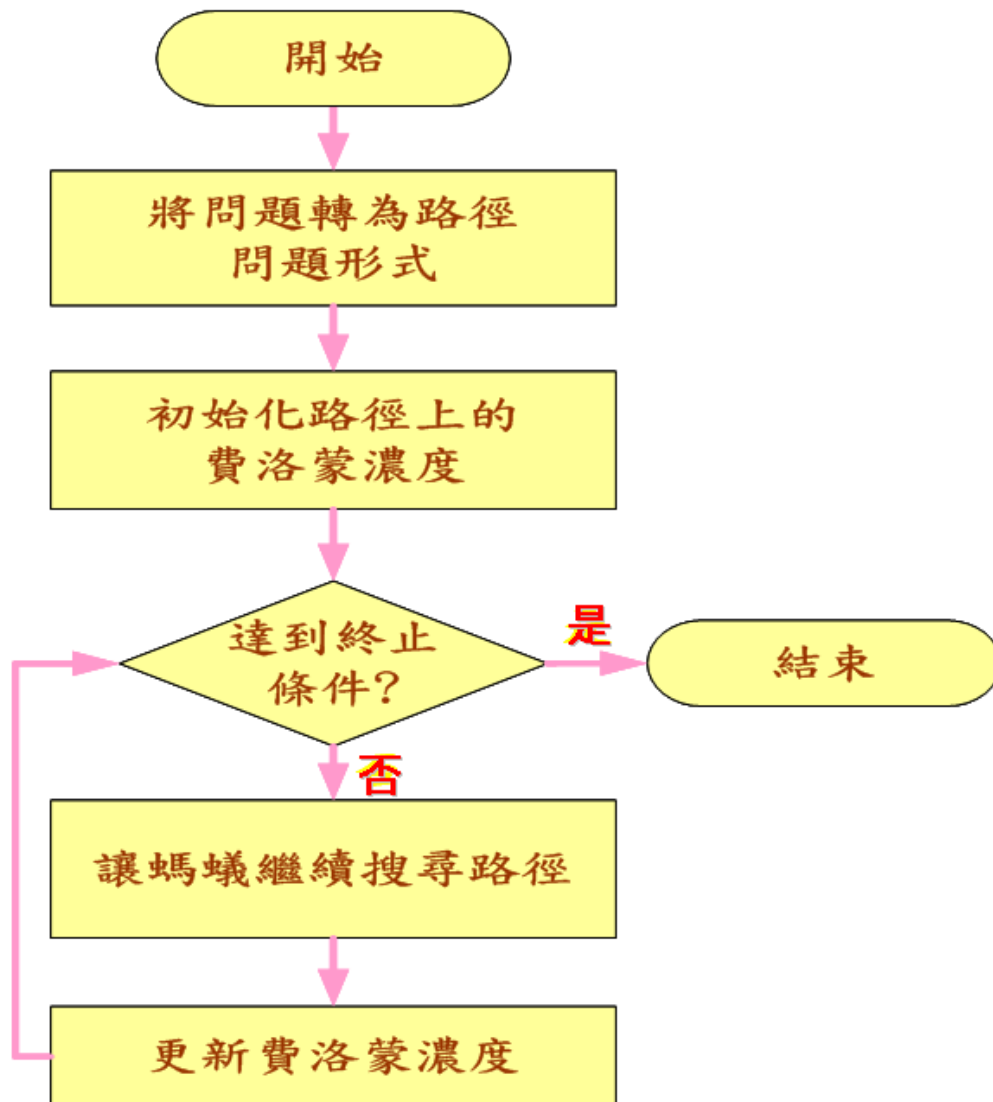 開始
將問題轉為路徑
問題形式
初始化路徑上的
費洛蒙濃度
達到終止
條件?
是
結束
否
讓螞蟻繼續搜尋路徑
更新費洛蒙濃度